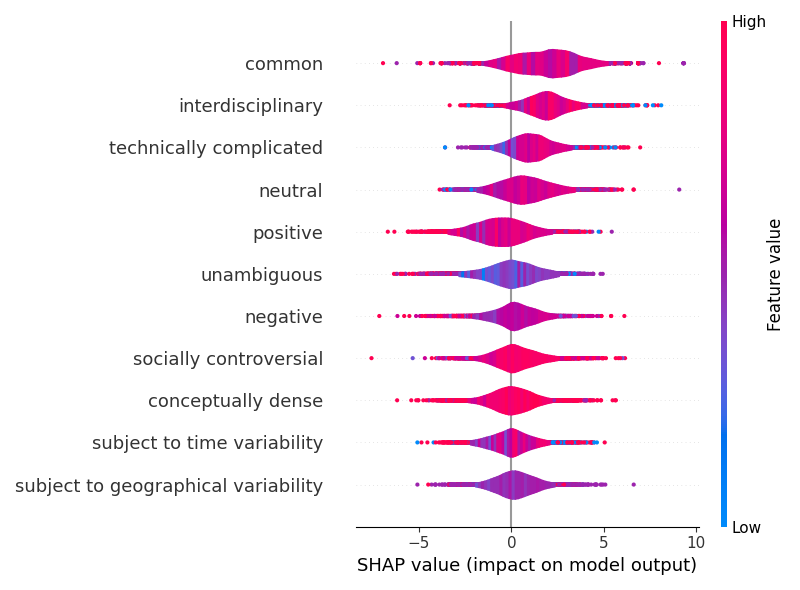 High
common
interdisciplinary
technically complicated
neutral
positive
unambiguous
negative
socially controversial
conceptually dense
subject to time variability
subject to geographical variability
Feature value
Low
−5
0
5
10
SHAP value (impact on model output)